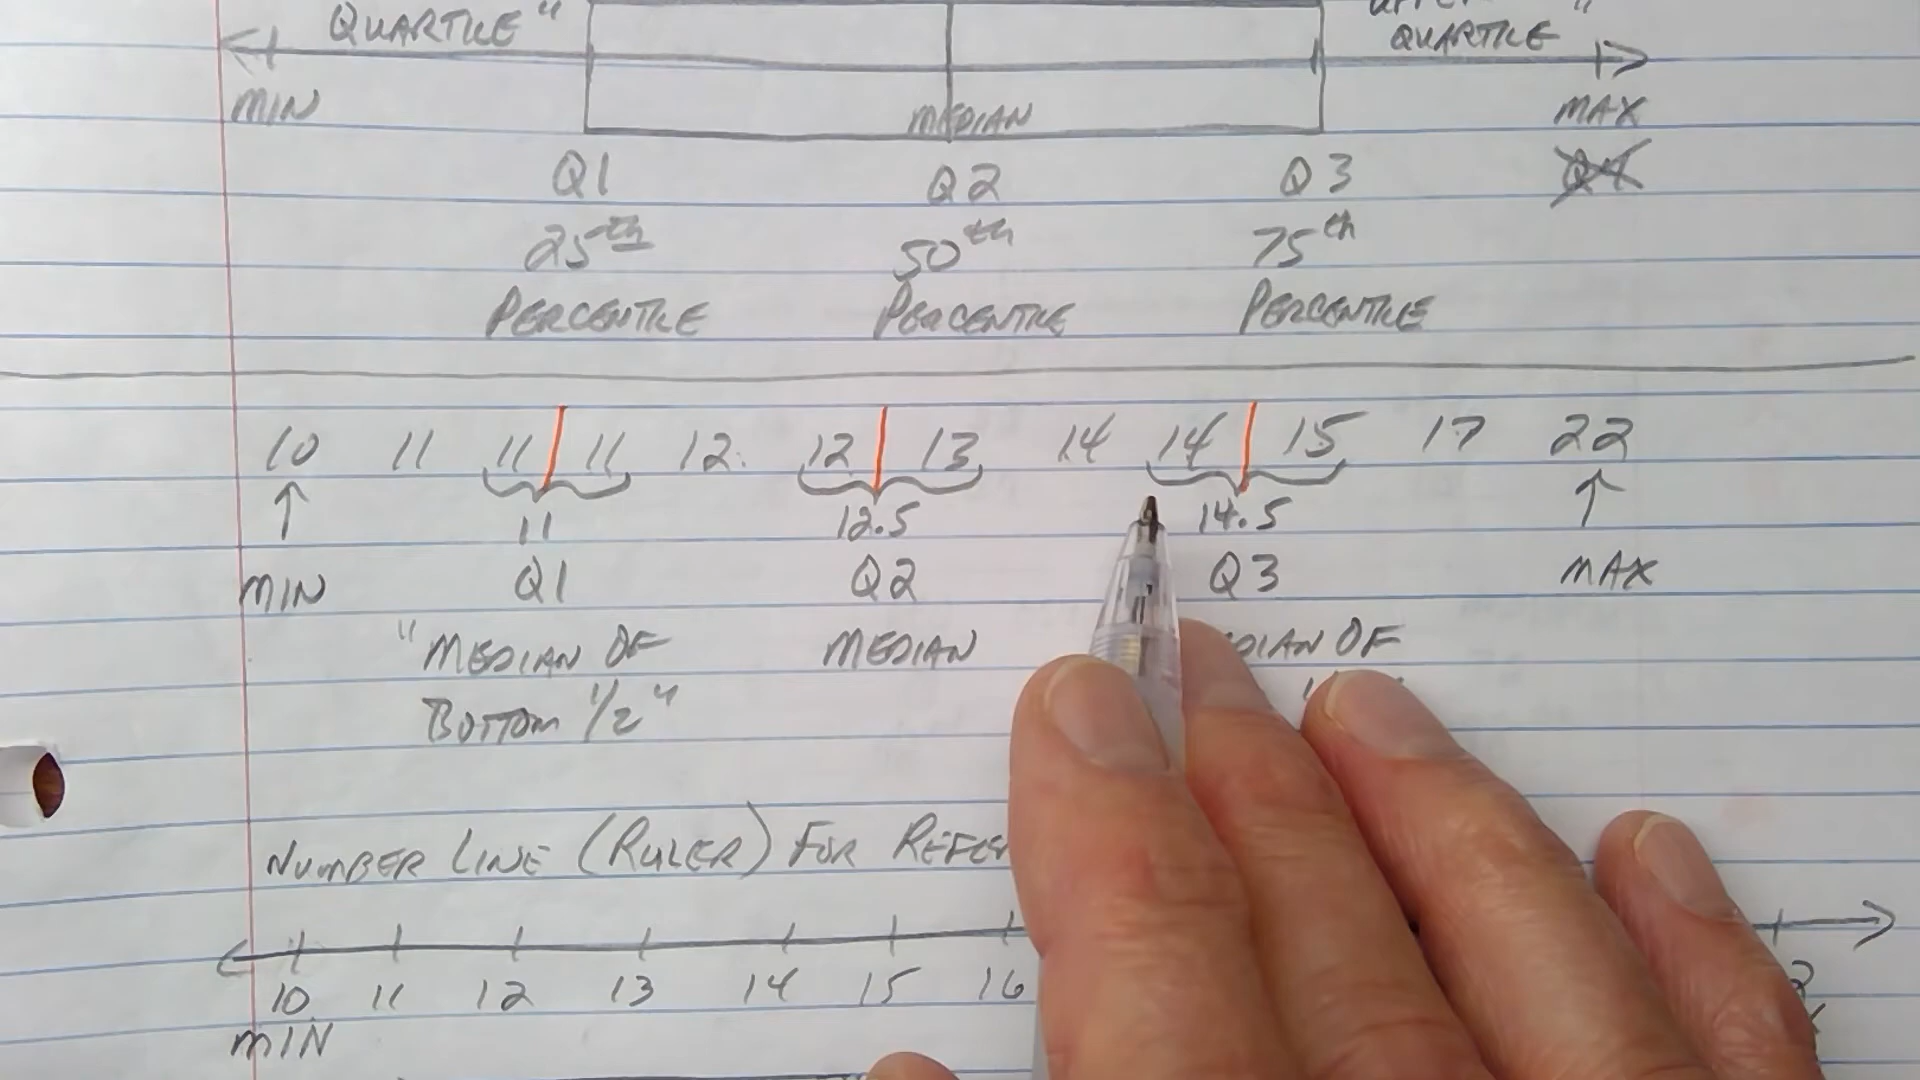 QUARTILE" QUARTILE "
MIN MEDIAN MAX
Q1 Q2 Q3 Q4
25th 50th 75th
PERCENTILE PERCENTILE PERCENTILE
10 11 11 11 12 12 13 14 14 15 17 22
11 12.5 14.5
MIN Q1 Q2 Q3 MAX
"MEDIAN OF MEDIAN OF
BOTTOM 1/2"
MEDIAN
NUMBER LINE (RULER) FOR
10 11 12 13 14 15 16
MIN